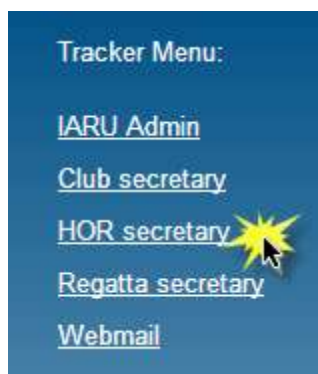 Tracker Menu:
IARU Admin
Club secretary
HOR secretary
Regatta secretary
Webmail